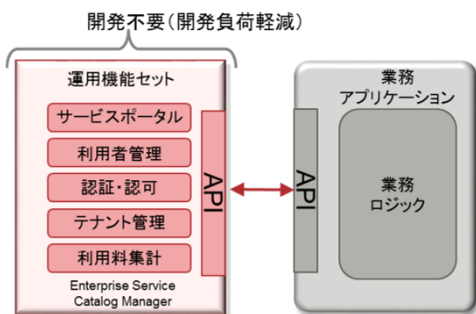 開発不要（開発負荷軽減）
運用機能セット
サービスポータル
利用者管理
認証・認可
テナント管理
利用料集計
API
Enterprise Service
Catalog Manager
業務
アプリケーション
API
業務
ロジック